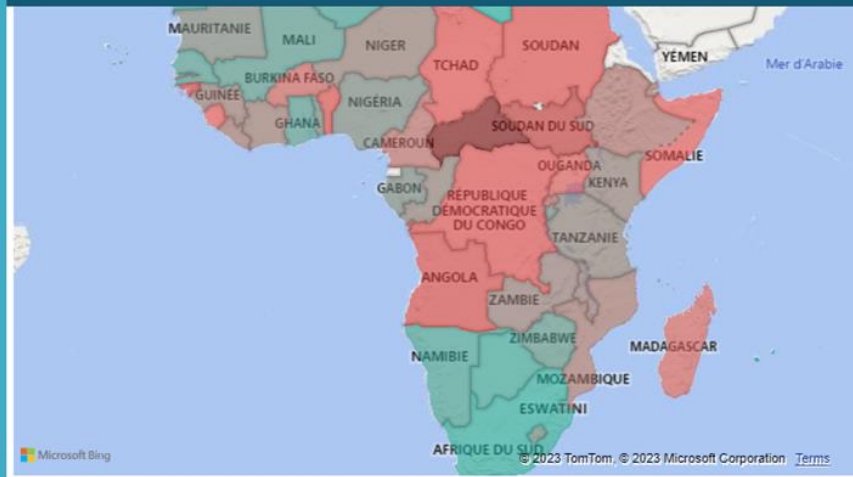 MAURITANIE
MALI
NIGER
TCHAD
SOUDAN
YÉMEN
Mer d'Arabie
BURKINA FASO
GUINÉE
NIGÉRIA
GHANA
SOUDAN DU SUD
CAMEROUN
OUGANDA
SOMALIE
GABON
KENYA
RÉPUBLIQUE
DÉMOCRATIQUE
DU CONGO
TANZANIE
ANGOLA
ZAMBIE
ZIMBABWE
MADAGASCAR
NAMIBIE
MOZAMBIQUE
ESWATINI
AFRIQUE DU SUD
Microsoft Bing
© 2023 TomTom, © 2023 Microsoft Corporation Terms